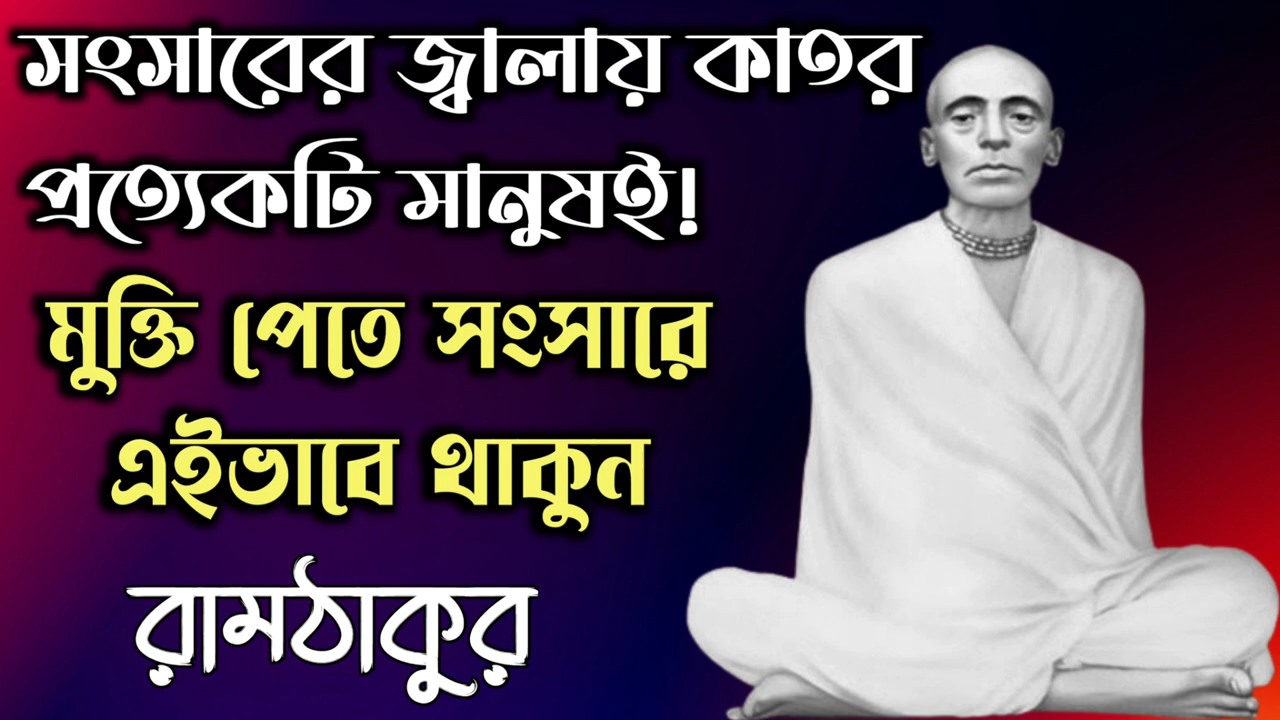 সংসারের জ্বালায় কাতর
প্রত্যেকটি মানুষই!
মুক্তি পেতে সংসারে
এইভাবে থাকুন
রামঠাকুর